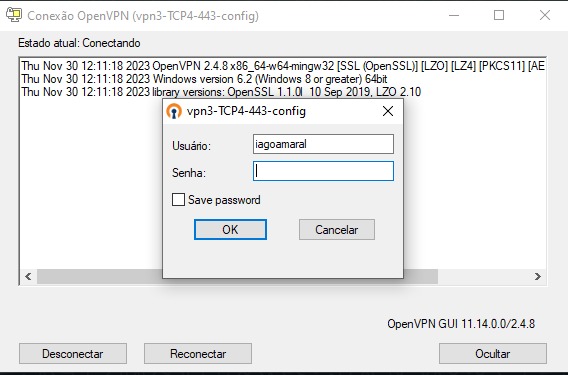 Conexão OpenVPN (vpn3-TCP4-443-config)
Estado atual: Conectando
Thu Nov 30 12:11:18 2023 OpenVPN 2.4.8 x86_64-w64-mingw32 [SSL (OpenSSL)] [LZO] [LZ4] [PKCS11] [AE
Thu Nov 30 12:11:18 2023 Windows version 6.2 (Windows 8 or greater) 64bit
Thu Nov 30 12:11:18 2023 library versions: OpenSSL 1.1.0l  10 Sep 2019, LZO 2.10
vpn3-TCP4-443-config
Usuário: iagoamaral
Senha:
Save password
OK Cancelar
OpenVPN GUI 11.14.0.0/2.4.8
Desconectar Reconectar Ocultar